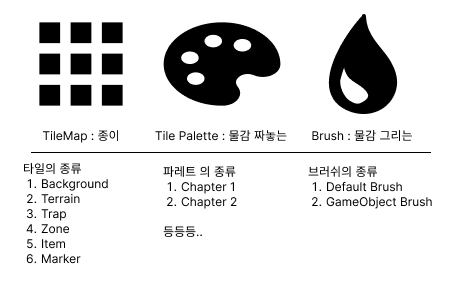 TileMap : 종이
Tile Palette : 물감 짜놓는
Brush : 물감 그리는
타일의 종류
1. Background
2. Terrain
3. Trap
4. Zone
5. Item
6. Marker
파레트 의 종류
1. Chapter 1
2. Chapter 2
등등등..
브러쉬의 종류
1. Default Brush
2. GameObject Brush